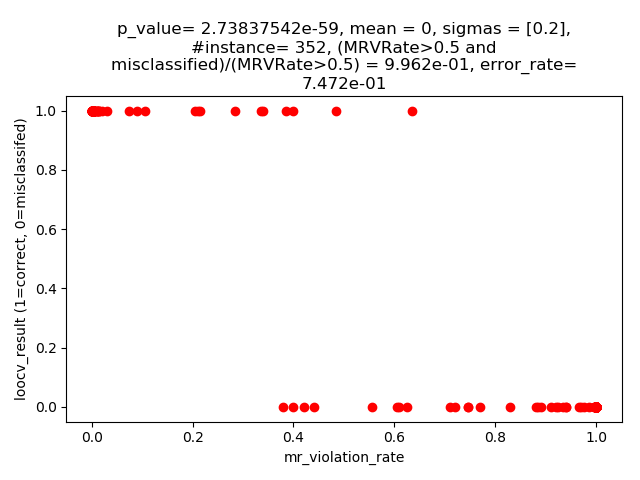 p_value= 2.73837542e-59, mean = 0, sigmas = [0.2],
#instance= 352, (MRVRate>0.5 and
misclassified)/(MRVRate>0.5) = 9.962e-01, error_rate=
7.472e-01
loocv_result (1=correct, 0=misclassifed)
1.0
0.8
0.6
0.4
0.2
0.0
0.0 0.2 0.4 0.6 0.8 1.0
mr_violation_rate